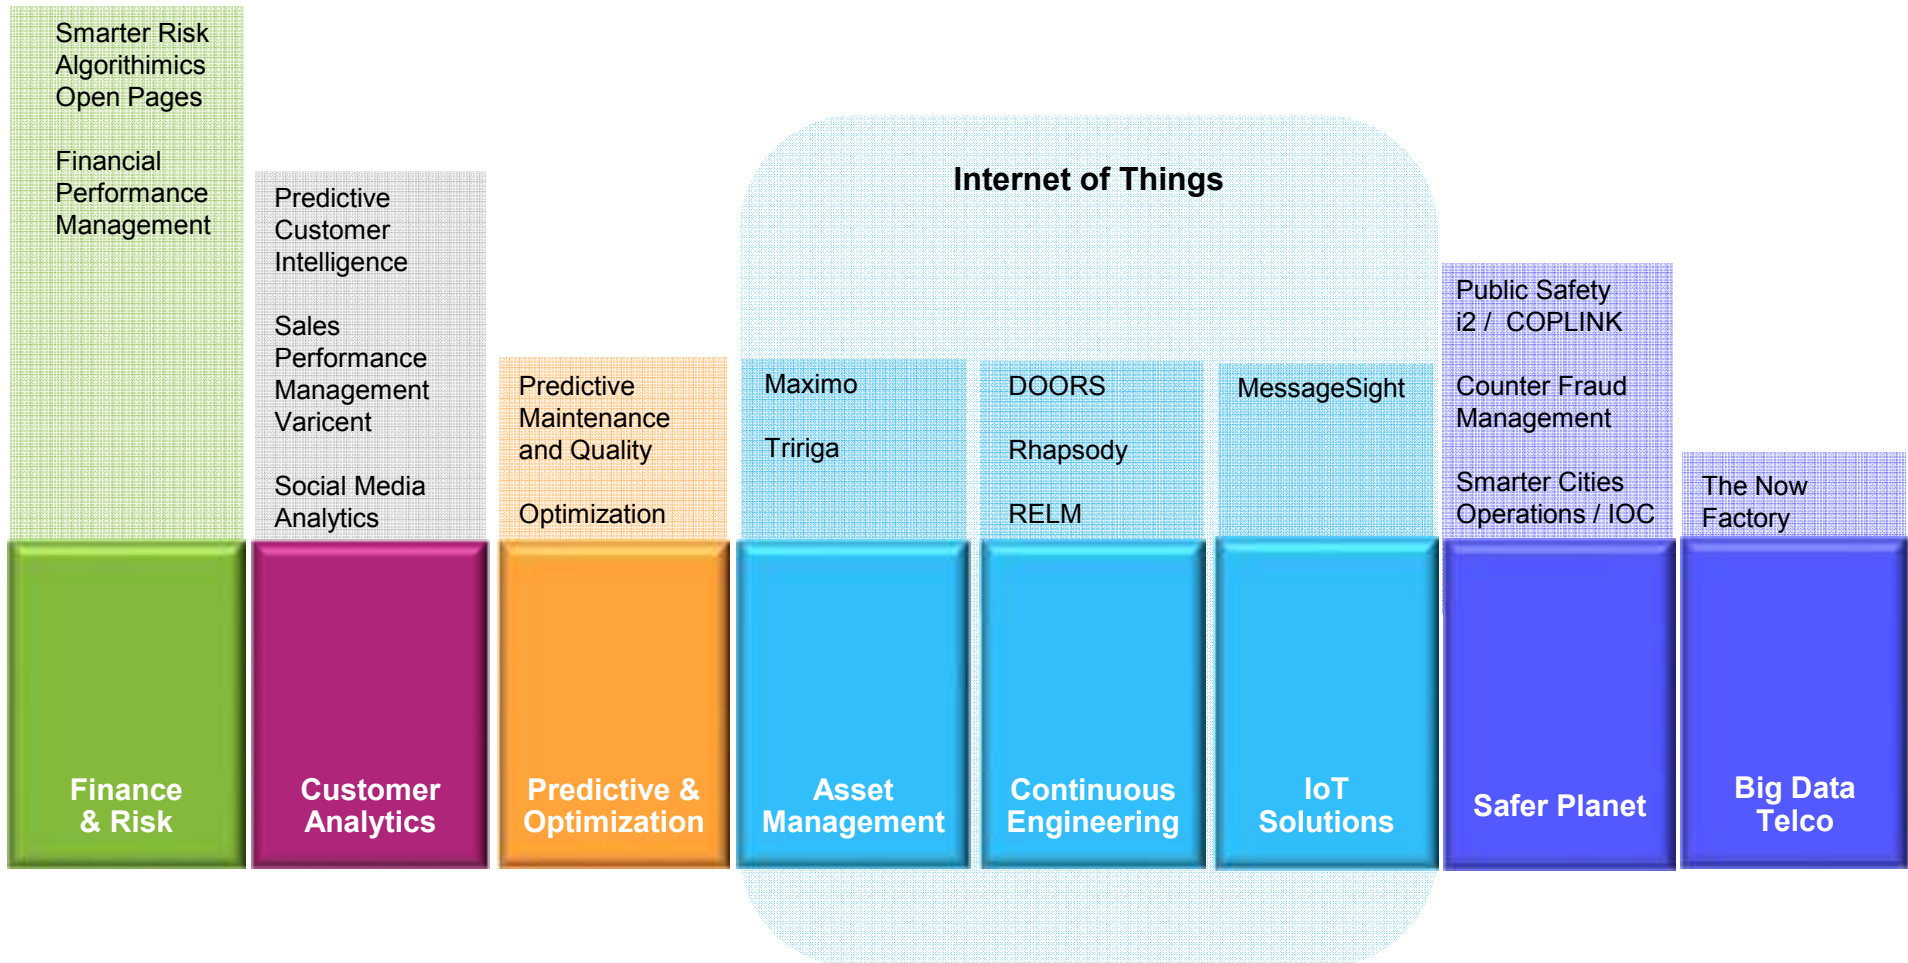 Smarter Risk
Algorithimics
Open Pages
Financial
Performance
Management
Predictive
Customer
Intelligence
Sales
Performance
Management
Varicent
Social Media
Analytics
Predictive
Maintenance
and Quality
Optimization
Internet of Things
Maximo
Tririga
DOORS
Rhapsody
RELM
MessageSight
Public Safety
i2 / COPLINK
Counter Fraud
Management
Smarter Cities
Operations / IOC
The Now
Factory
Finance
& Risk
Customer
Analytics
Predictive &
Optimization
Asset
Management
Continuous
Engineering
IoT
Solutions
Safer Planet
Big Data
Telco